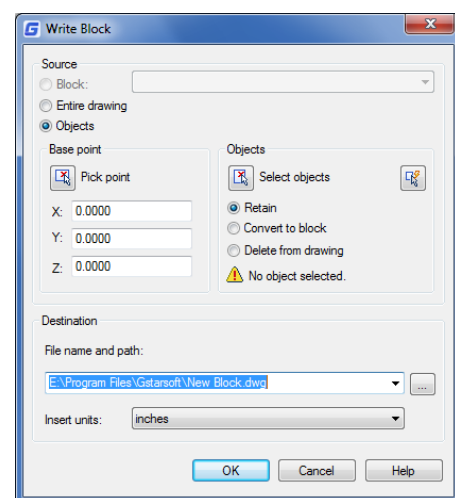 Write Block
Source
Block:
Entire drawing
Objects
Base point
Pick point
X: 0.0000
Y: 0.0000
Z: 0.0000
Objects
Select objects
Retain
Convert to block
Delete from drawing
No object selected.
Destination
File name and path:
E:\Program Files\Gstarsoft\New Block.dwg
...
Insert units: inches
OK Cancel Help